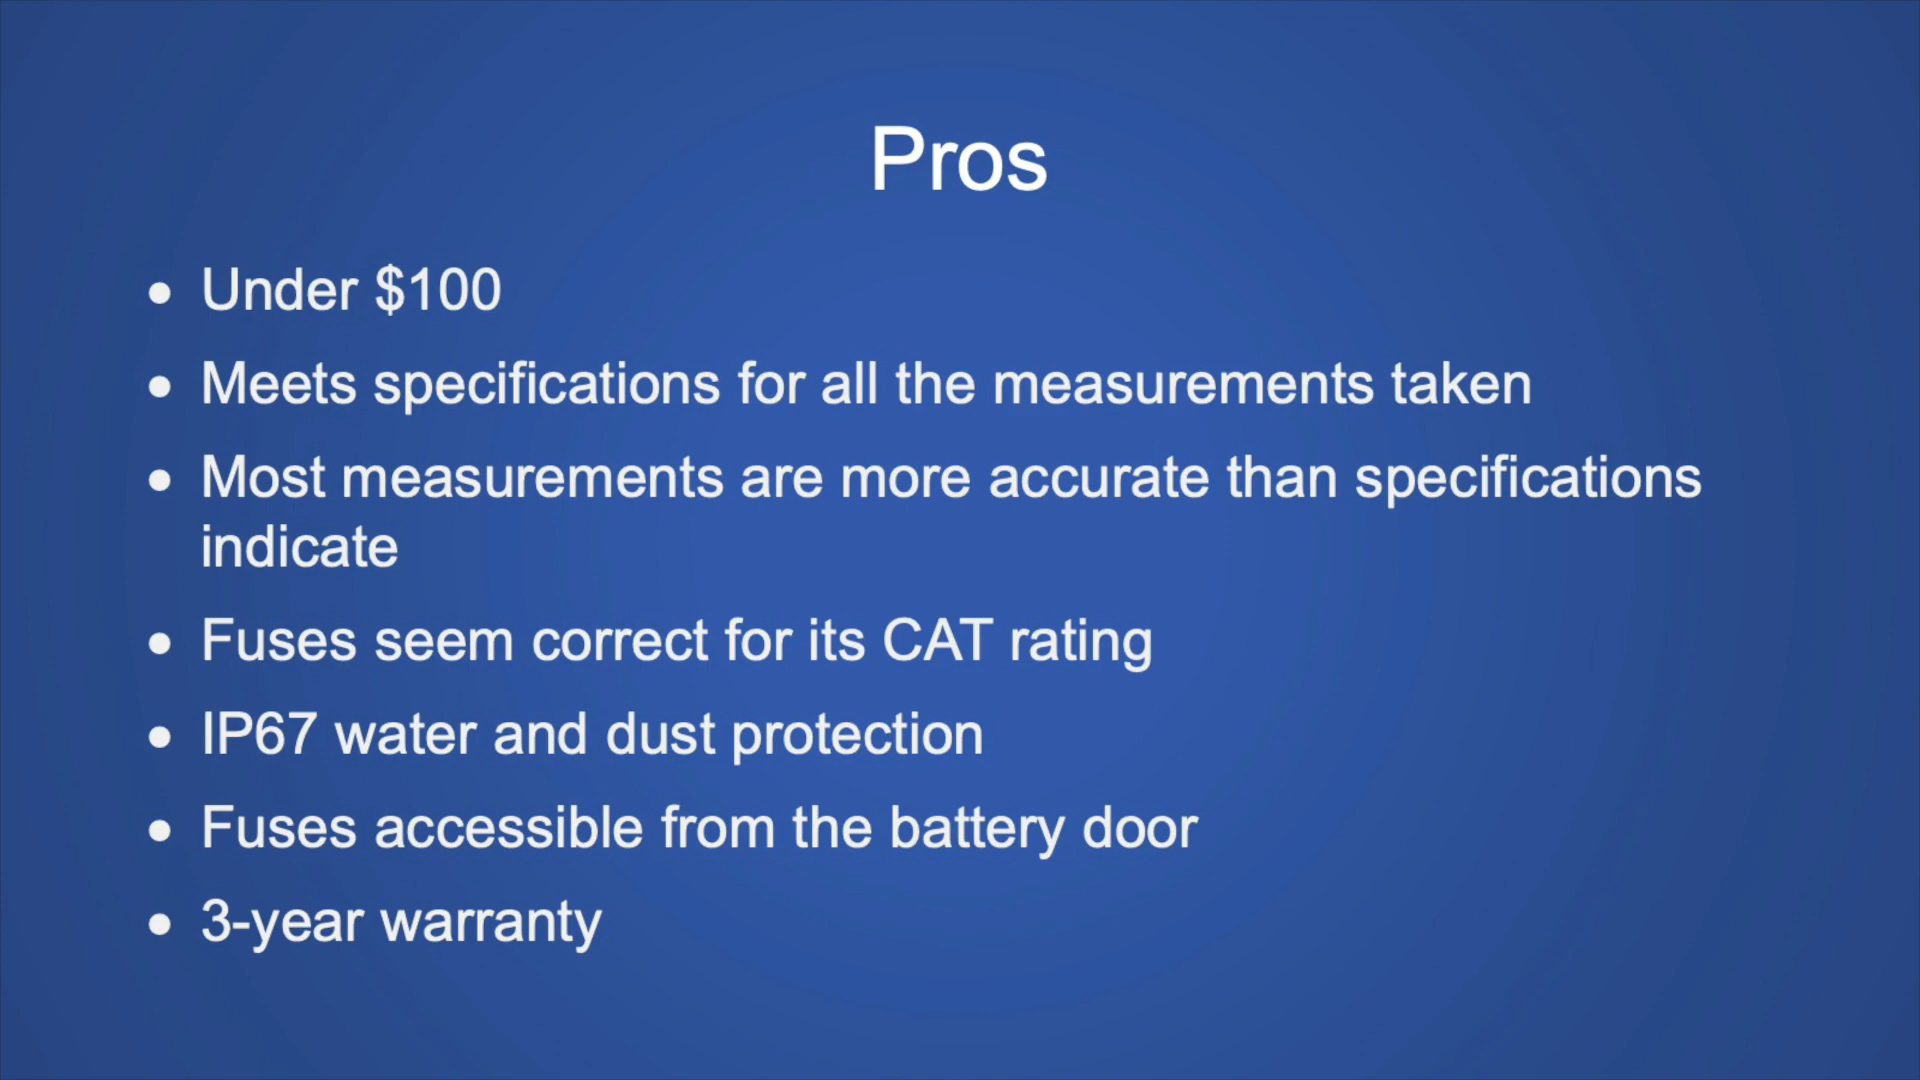 Pros
• Under $100
• Meets specifications for all the measurements taken
• Most measurements are more accurate than specifications
indicate
• Fuses seem correct for its CAT rating
• IP67 water and dust protection
• Fuses accessible from the battery door
• 3-year warranty